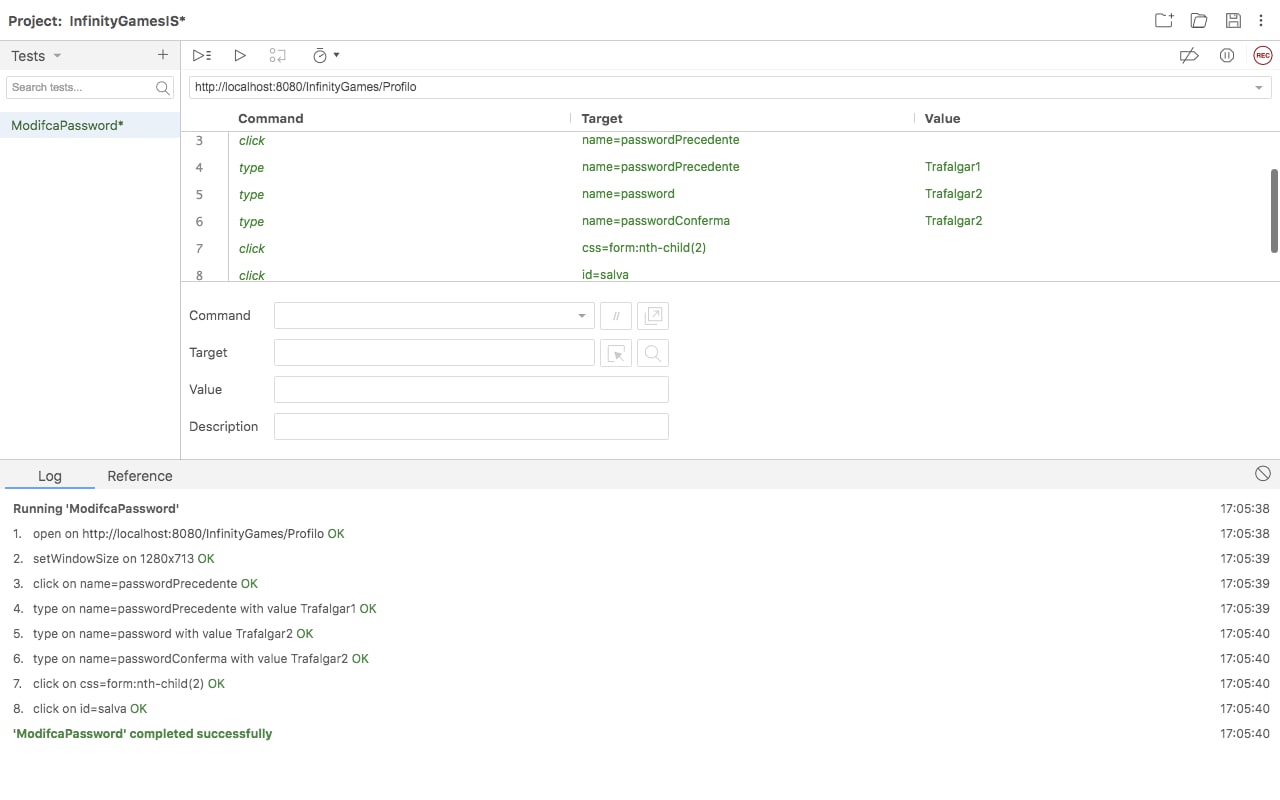 Project: InfinityGamesIS*
Tests
Search tests...
ModifcaPassword*
REC
http://localhost:8080/InfinityGames/Profilo
Command Target Value
3 click name=passwordPrecedente
4 type name=passwordPrecedente Trafalgar1
5 type name=password Trafalgar2
6 type name=passwordConferma Trafalgar2
7 click css=form:nth-child(2)
8 click id=salva
Command //
Target
Value
Description
Log Reference
Running 'ModifcaPassword' 17:05:38
1. open on http://localhost:8080/InfinityGames/Profilo OK 17:05:38
2. setWindowSize on 1280x713 OK 17:05:39
3. click on name=passwordPrecedente OK 17:05:39
4. type on name=passwordPrecedente with value Trafalgar1 OK 17:05:39
5. type on name=password with value Trafalgar2 OK 17:05:40
6. type on name=passwordConferma with value Trafalgar2 OK 17:05:40
7. click on css=form:nth-child(2) OK 17:05:40
8. click on id=salva OK 17:05:40
'ModifcaPassword' completed successfully 17:05:40